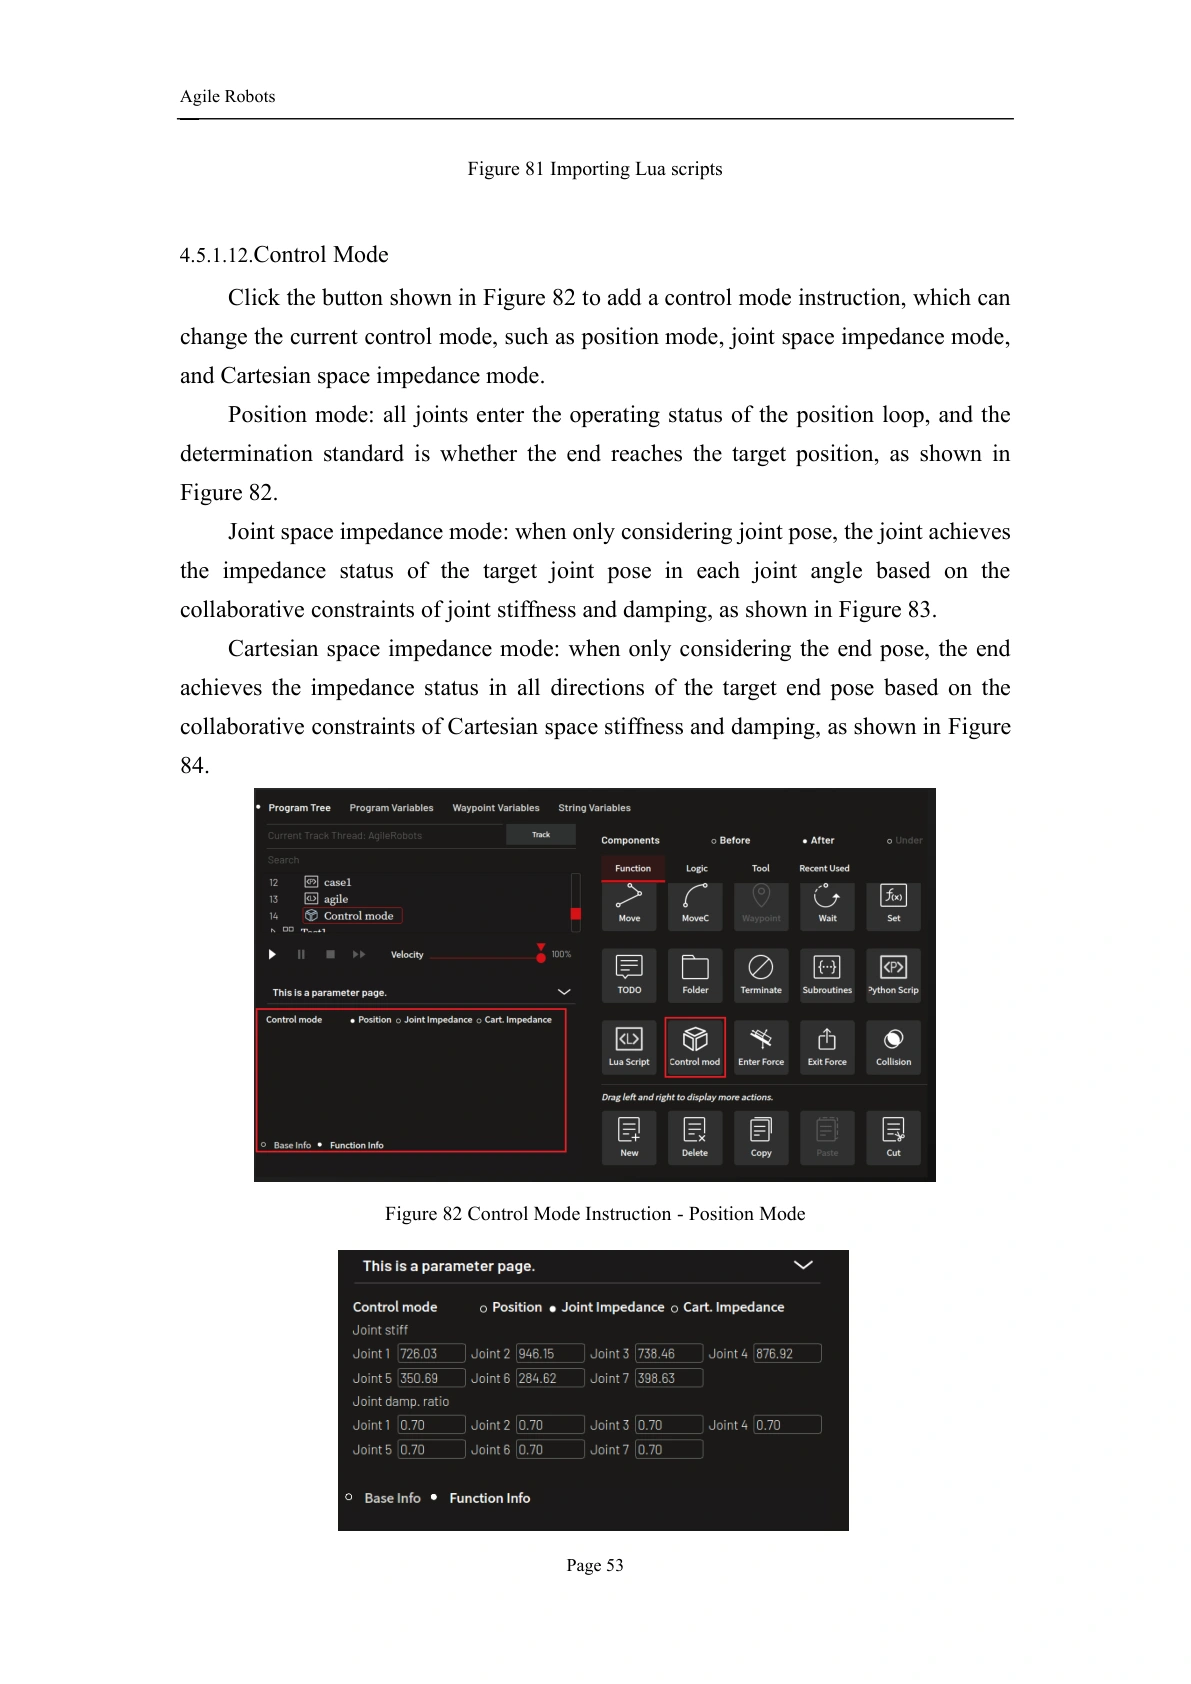 Agile Robots
Figure 81 Importing Lua scripts
4.5.1.12.Control Mode
Click the button shown in Figure 82 to add a control mode instruction, which can
change the current control mode, such as position mode, joint space impedance mode,
and Cartesian space impedance mode.
Position mode: all joints enter the operating status of the position loop, and the
determination standard is whether the end reaches the target position, as shown in
Figure 82.
Joint space impedance mode: when only considering joint pose, the joint achieves
the impedance status of the target joint pose in each joint angle based on the
collaborative constraints of joint stiffness and damping, as shown in Figure 83.
Cartesian space impedance mode: when only considering the end pose, the end
achieves the impedance status in all directions of the target end pose based on the
collaborative constraints of Cartesian space stiffness and damping, as shown in Figure
84.
Program Tree Program Variables Waypoint Variables String Variables
Current Track Thread: AgileRobots Track
Search
12 case1
13 agile
14 Control mode
Velocity 100%
This is a parameter page.
Control mode Position Joint Impedance Cart. Impedance
Base Info Function Info
Components Before After Under
Function Logic Tool Recent Used
Move MoveC Waypoint Wait Set
TODO Folder Terminate Subroutines Python Scrip
Lua Script Control mod Enter Force Exit Force Collision
Drag left and right to display more actions.
New Delete Copy Paste Cut
Figure 82 Control Mode Instruction - Position Mode
This is a parameter page.
Control mode Position Joint Impedance Cart. Impedance
Joint stiff
Joint 1 726.03 Joint 2 946.15 Joint 3 738.46 Joint 4 876.92
Joint 5 350.69 Joint 6 284.62 Joint 7 398.63
Joint damp. ratio
Joint 1 0.70 Joint 2 0.70 Joint 3 0.70 Joint 4 0.70
Joint 5 0.70 Joint 6 0.70 Joint 7 0.70
Base Info Function Info
Page 53